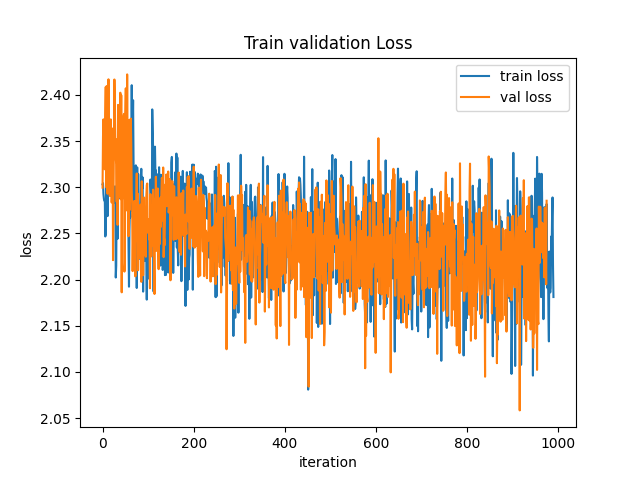 Train validation Loss
train loss
val loss
2.40
2.35
2.30
2.25
2.20
2.15
2.10
2.05
loss
0
200
400
600
800
1000
iteration